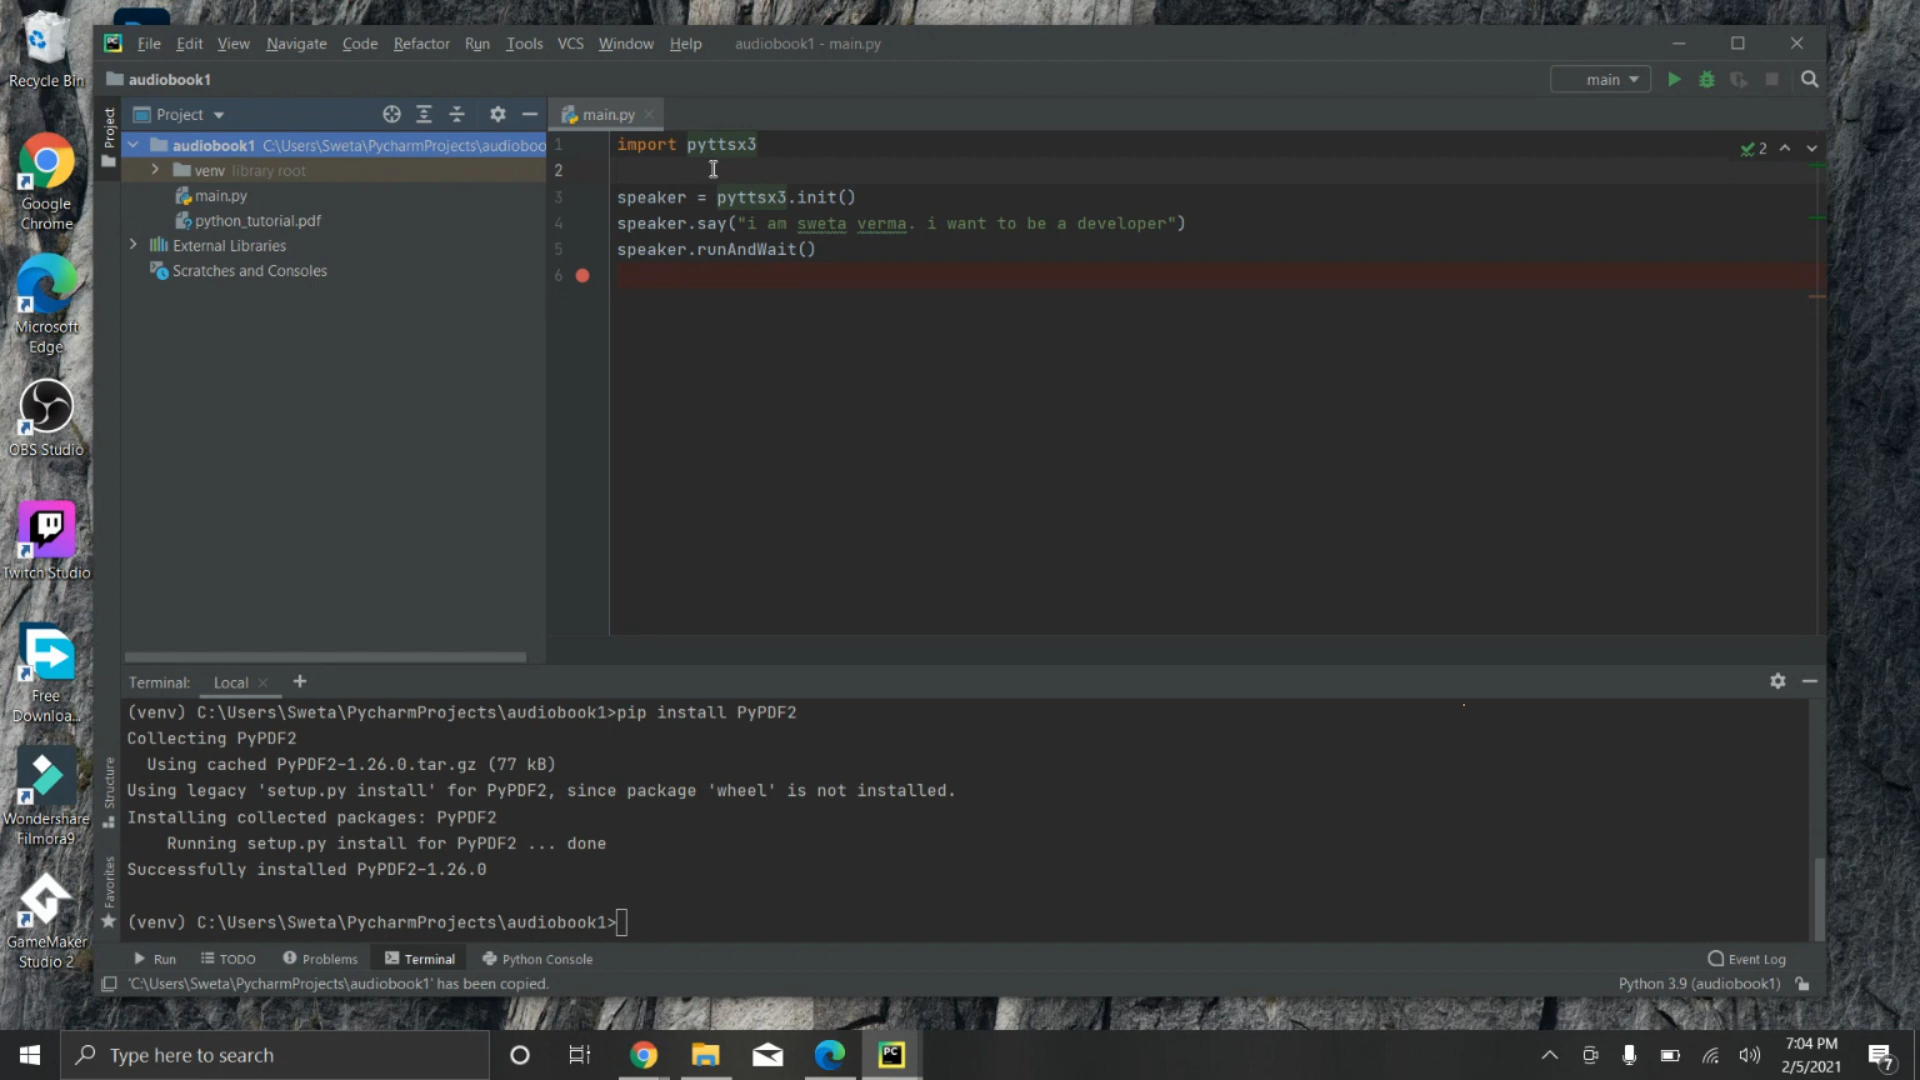 File Edit View Navigate Code Refactor Run Tools VCS Window Help audiobook1 - main.py
audiobook1
main
Project
Project
main.py
audiobook1 C:\Users\Sweta\PycharmProjects\audioboo
venv library root
main.py
python_tutorial.pdf
External Libraries
Scratches and Consoles
1 import pyttsx3
2
3 speaker = pyttsx3.init()
4 speaker.say("i am sweta verma. i want to be a developer")
5 speaker.runAndWait()
6
2
Terminal: Local +
(venv) C:\Users\Sweta\PycharmProjects\audiobook1>pip install PyPDF2
Collecting PyPDF2
Using cached PyPDF2-1.26.0.tar.gz (77 kB)
Using legacy 'setup.py install' for PyPDF2, since package 'wheel' is not installed.
Installing collected packages: PyPDF2
Running setup.py install for PyPDF2 ... done
Successfully installed PyPDF2-1.26.0
(venv) C:\Users\Sweta\PycharmProjects\audiobook1>
Structure
Favorites
Run TODO Problems Terminal Python Console Event Log
'C:\Users\Sweta\PycharmProjects\audiobook1' has been copied. Python 3.9 (audiobook1)
Recycle Bin
Google
Chrome
Microsoft
Edge
OBS Studio
Twitch Studio
Free
Downloa...
Wondershare
Filmora9
GameMaker
Studio 2
Type here to search
PC
7:04 PM
2/5/2021
7